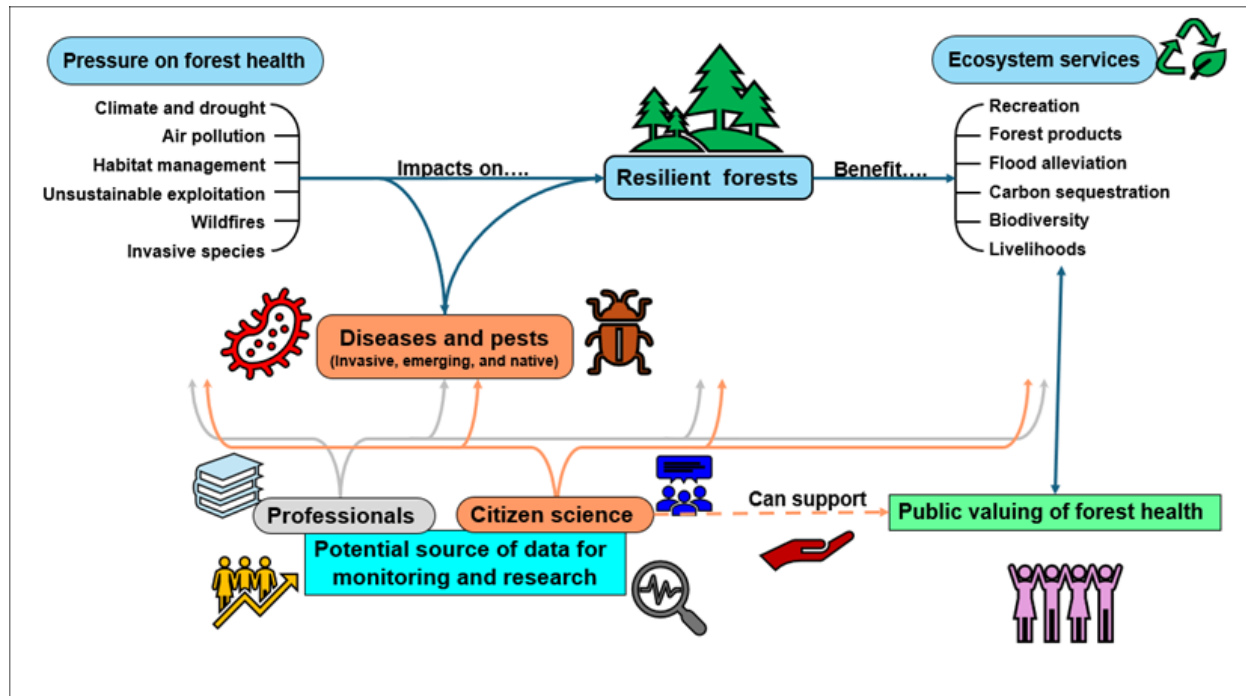 Pressure on forest health
Climate and drought
Air pollution
Habitat management
Unsustainable exploitation
Wildfires
Invasive species
Impacts on....
Resilient forests
Benefit....
Ecosystem services
Recreation
Forest products
Flood alleviation
Carbon sequestration
Biodiversity
Livelihoods
Diseases and pests
(Invasive, emerging, and native)
Professionals
Citizen science
Potential source of data for
monitoring and research
Can support
Public valuing of forest health